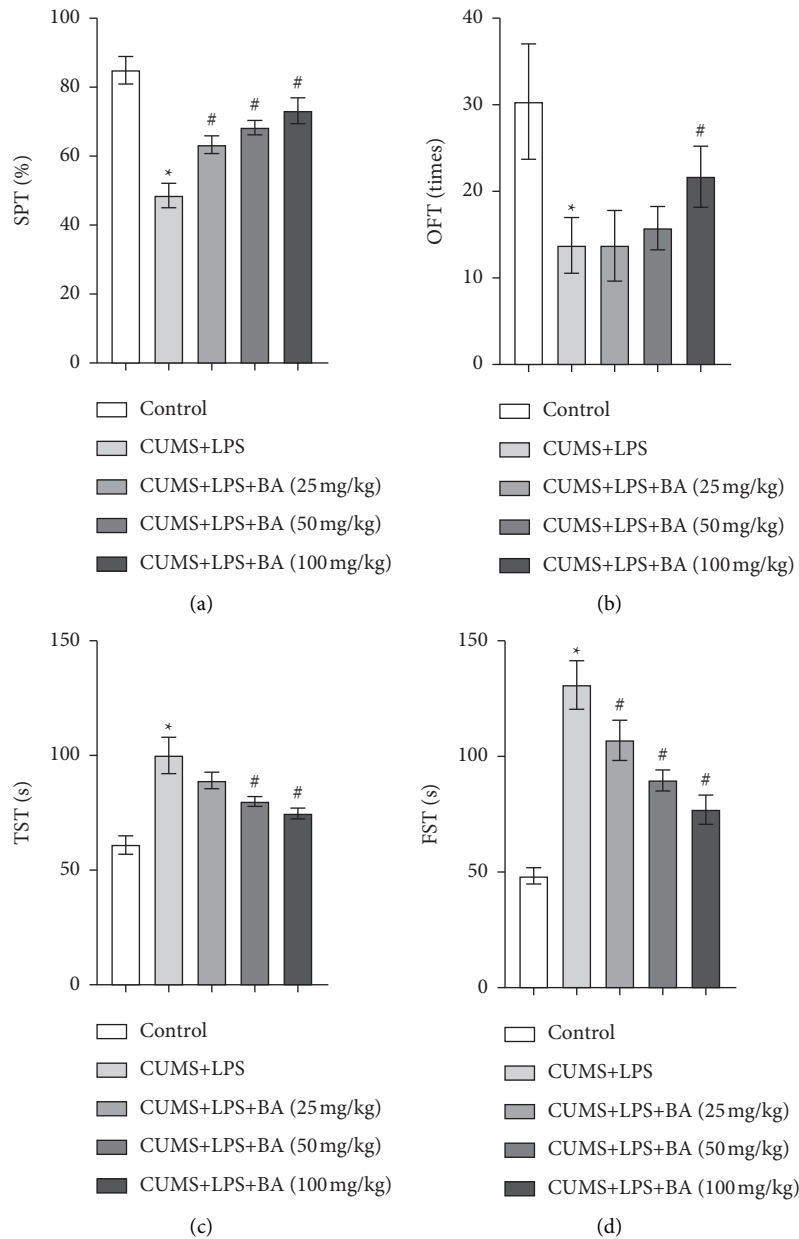 100
80
60
40
20
0
SPT (%)
*
#
#
#
Control
CUMS+LPS
CUMS+LPS+BA (25 mg/kg)
CUMS+LPS+BA (50 mg/kg)
CUMS+LPS+BA (100 mg/kg)
(a)
40
30
20
10
0
OFT (times)
*
#
Control
CUMS+LPS
CUMS+LPS+BA (25 mg/kg)
CUMS+LPS+BA (50 mg/kg)
CUMS+LPS+BA (100 mg/kg)
(b)
150
100
50
0
TST (s)
*
#
#
Control
CUMS+LPS
CUMS+LPS+BA (25 mg/kg)
CUMS+LPS+BA (50 mg/kg)
CUMS+LPS+BA (100 mg/kg)
(c)
150
100
50
0
FST (s)
*
#
#
#
Control
CUMS+LPS
CUMS+LPS+BA (25 mg/kg)
CUMS+LPS+BA (50 mg/kg)
CUMS+LPS+BA (100 mg/kg)
(d)